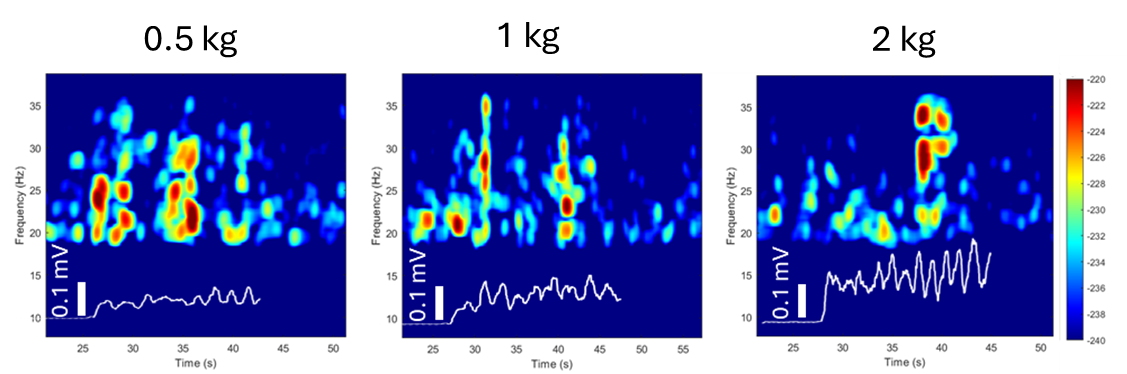 0.5 kg
1 kg
2 kg
Frequency (Hz)
35
30
25
20
15
10
0.1 mV
25 30 35 40 45 50
Time (s)
Frequency (Hz)
35
30
25
20
15
10
0.1 mV
25 30 35 40 45 50 55
Time (s)
Frequency (Hz)
35
30
25
20
15
10
0.1 mV
25 30 35 40 45 50
Time (s)
-220
-222
-224
-226
-228
-230
-232
-234
-236
-238
-240